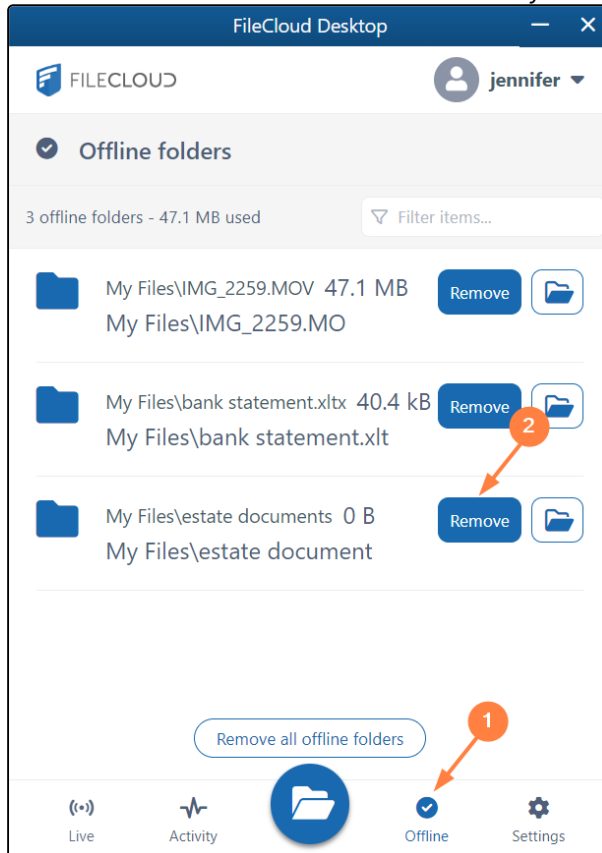 FileCloud Desktop
FILECLOUD
jennifer
Offline folders
3 offline folders - 47.1 MB used
Filter items...
My Files\IMG_2259.MOV 47.1 MB
Remove
My Files\IMG_2259.MO
My Files\bank statement.xltx 40.4 kB
Remove
My Files\bank statement.xlt
2
My Files\estate documents 0 B
Remove
My Files\estate document
1
Remove all offline folders
Live
Activity
Offline
Settings